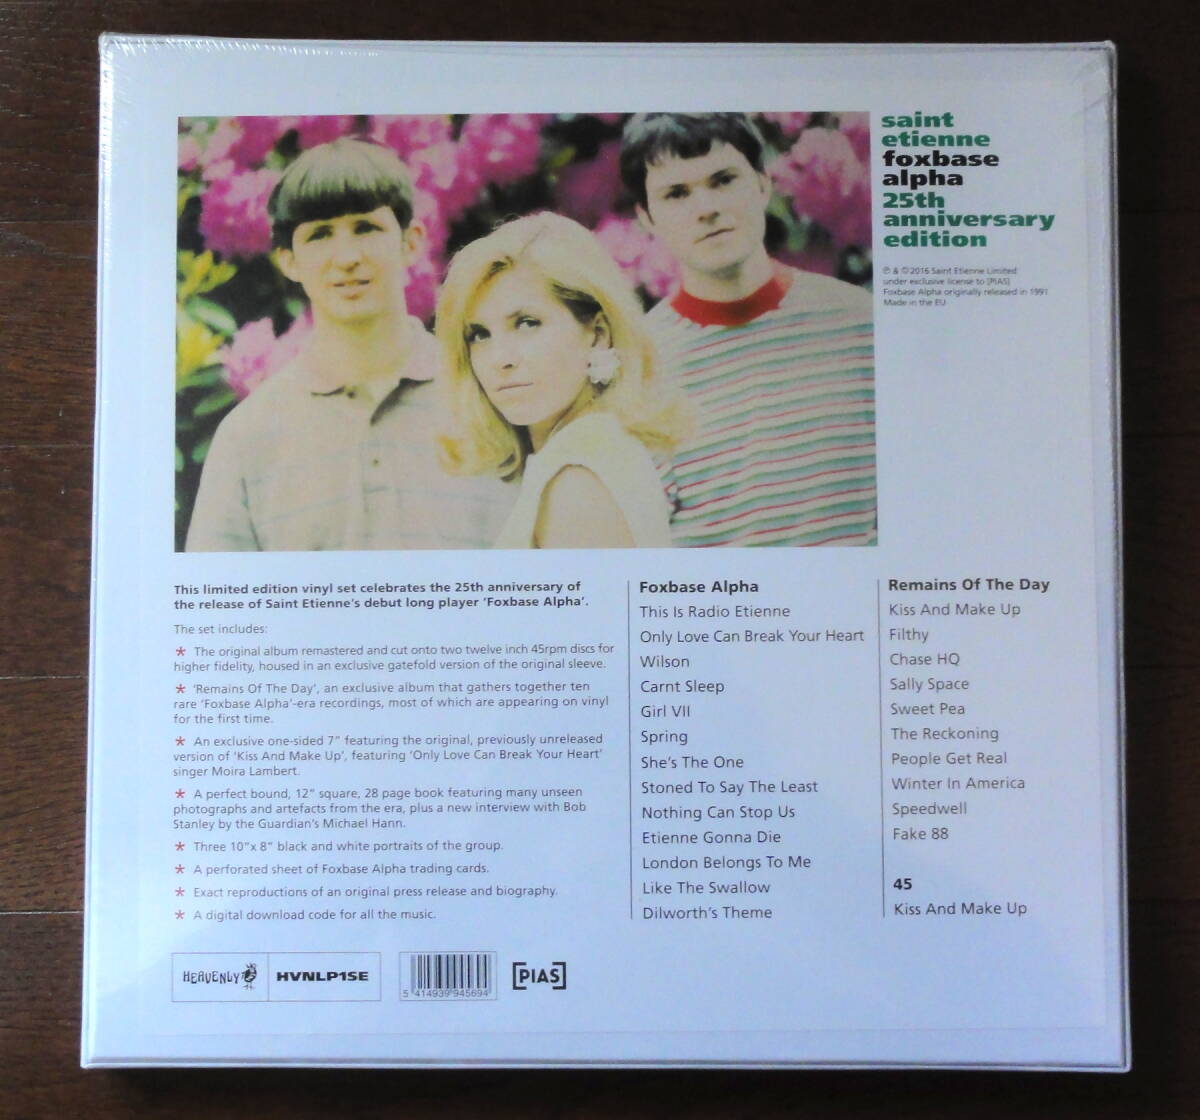 saint
etienne
foxbase
alpha
25th
anniversary
edition
℗ & ©2016 Saint Etienne Limited
under exclusive license to [PIAS]
Foxbase Alpha originally released in 1991
Made in the EU
This limited edition vinyl set celebrates the 25th anniversary of
the release of Saint Etienne's debut long player 'Foxbase Alpha'.
The set includes:
* The original album remastered and cut onto two twelve inch 45rpm discs for
higher fidelity, housed in an exclusive gatefold version of the original sleeve.
* 'Remains Of The Day', an exclusive album that gathers together ten
rare 'Foxbase Alpha'-era recordings, most of which are appearing on vinyl
for the first time.
* An exclusive one-sided 7" featuring the original, previously unreleased
version of 'Kiss And Make Up', featuring 'Only Love Can Break Your Heart'
singer Moira Lambert.
* A perfect bound, 12" square, 28 page book featuring many unseen
photographs and artefacts from the era, plus a new interview with Bob
Stanley by the Guardian's Michael Hann.
* Three 10"x 8" black and white portraits of the group.
* A perforated sheet of Foxbase Alpha trading cards.
* Exact reproductions of an original press release and biography.
* A digital download code for all the music.
Foxbase Alpha
This Is Radio Etienne
Only Love Can Break Your Heart
Wilson
Carnt Sleep
Girl VII
Spring
She's The One
Stoned To Say The Least
Nothing Can Stop Us
Etienne Gonna Die
London Belongs To Me
Like The Swallow
Dilworth's Theme
Remains Of The Day
Kiss And Make Up
Filthy
Chase HQ
Sally Space
Sweet Pea
The Reckoning
People Get Real
Winter In America
Speedwell
Fake 88
45
Kiss And Make Up
HEAVENLY
HVNLP1SE
5 414939 945694
[PIAS]